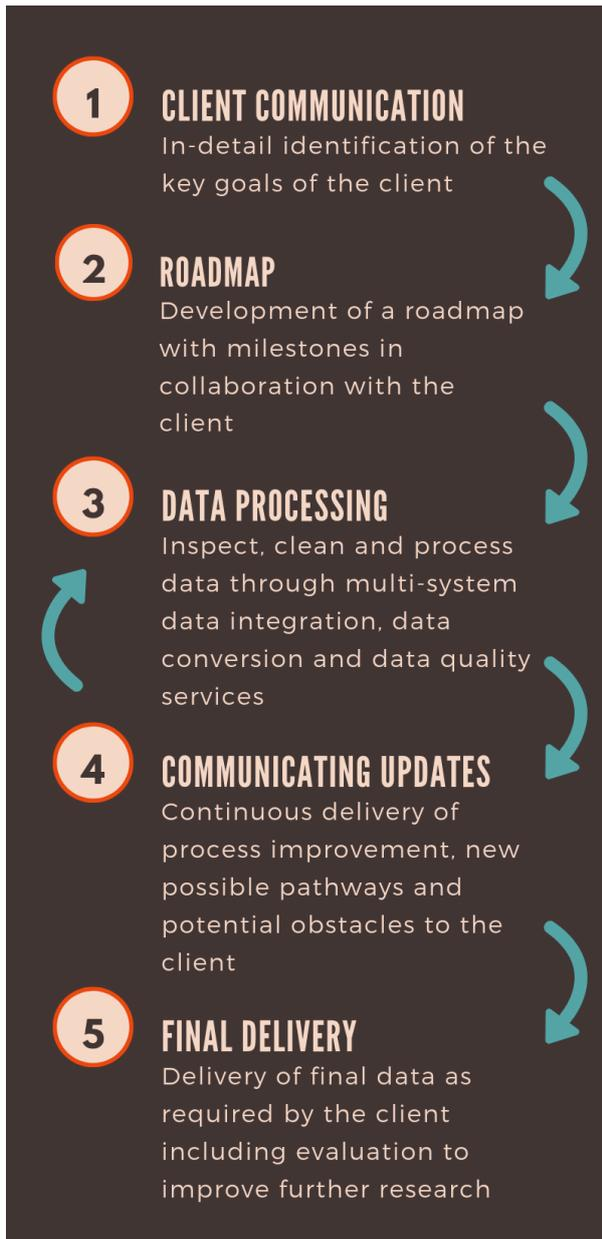 1
CLIENT COMMUNICATION
In-detail identification of the
key goals of the client
2
ROADMAP
Development of a roadmap
with milestones in
collaboration with the
client
3
DATA PROCESSING
Inspect, clean and process
data through multi-system
data integration, data
conversion and data quality
services
4
COMMUNICATING UPDATES
Continuous delivery of
process improvement, new
possible pathways and
potential obstacles to the
client
5
FINAL DELIVERY
Delivery of final data as
required by the client
including evaluation to
improve further research